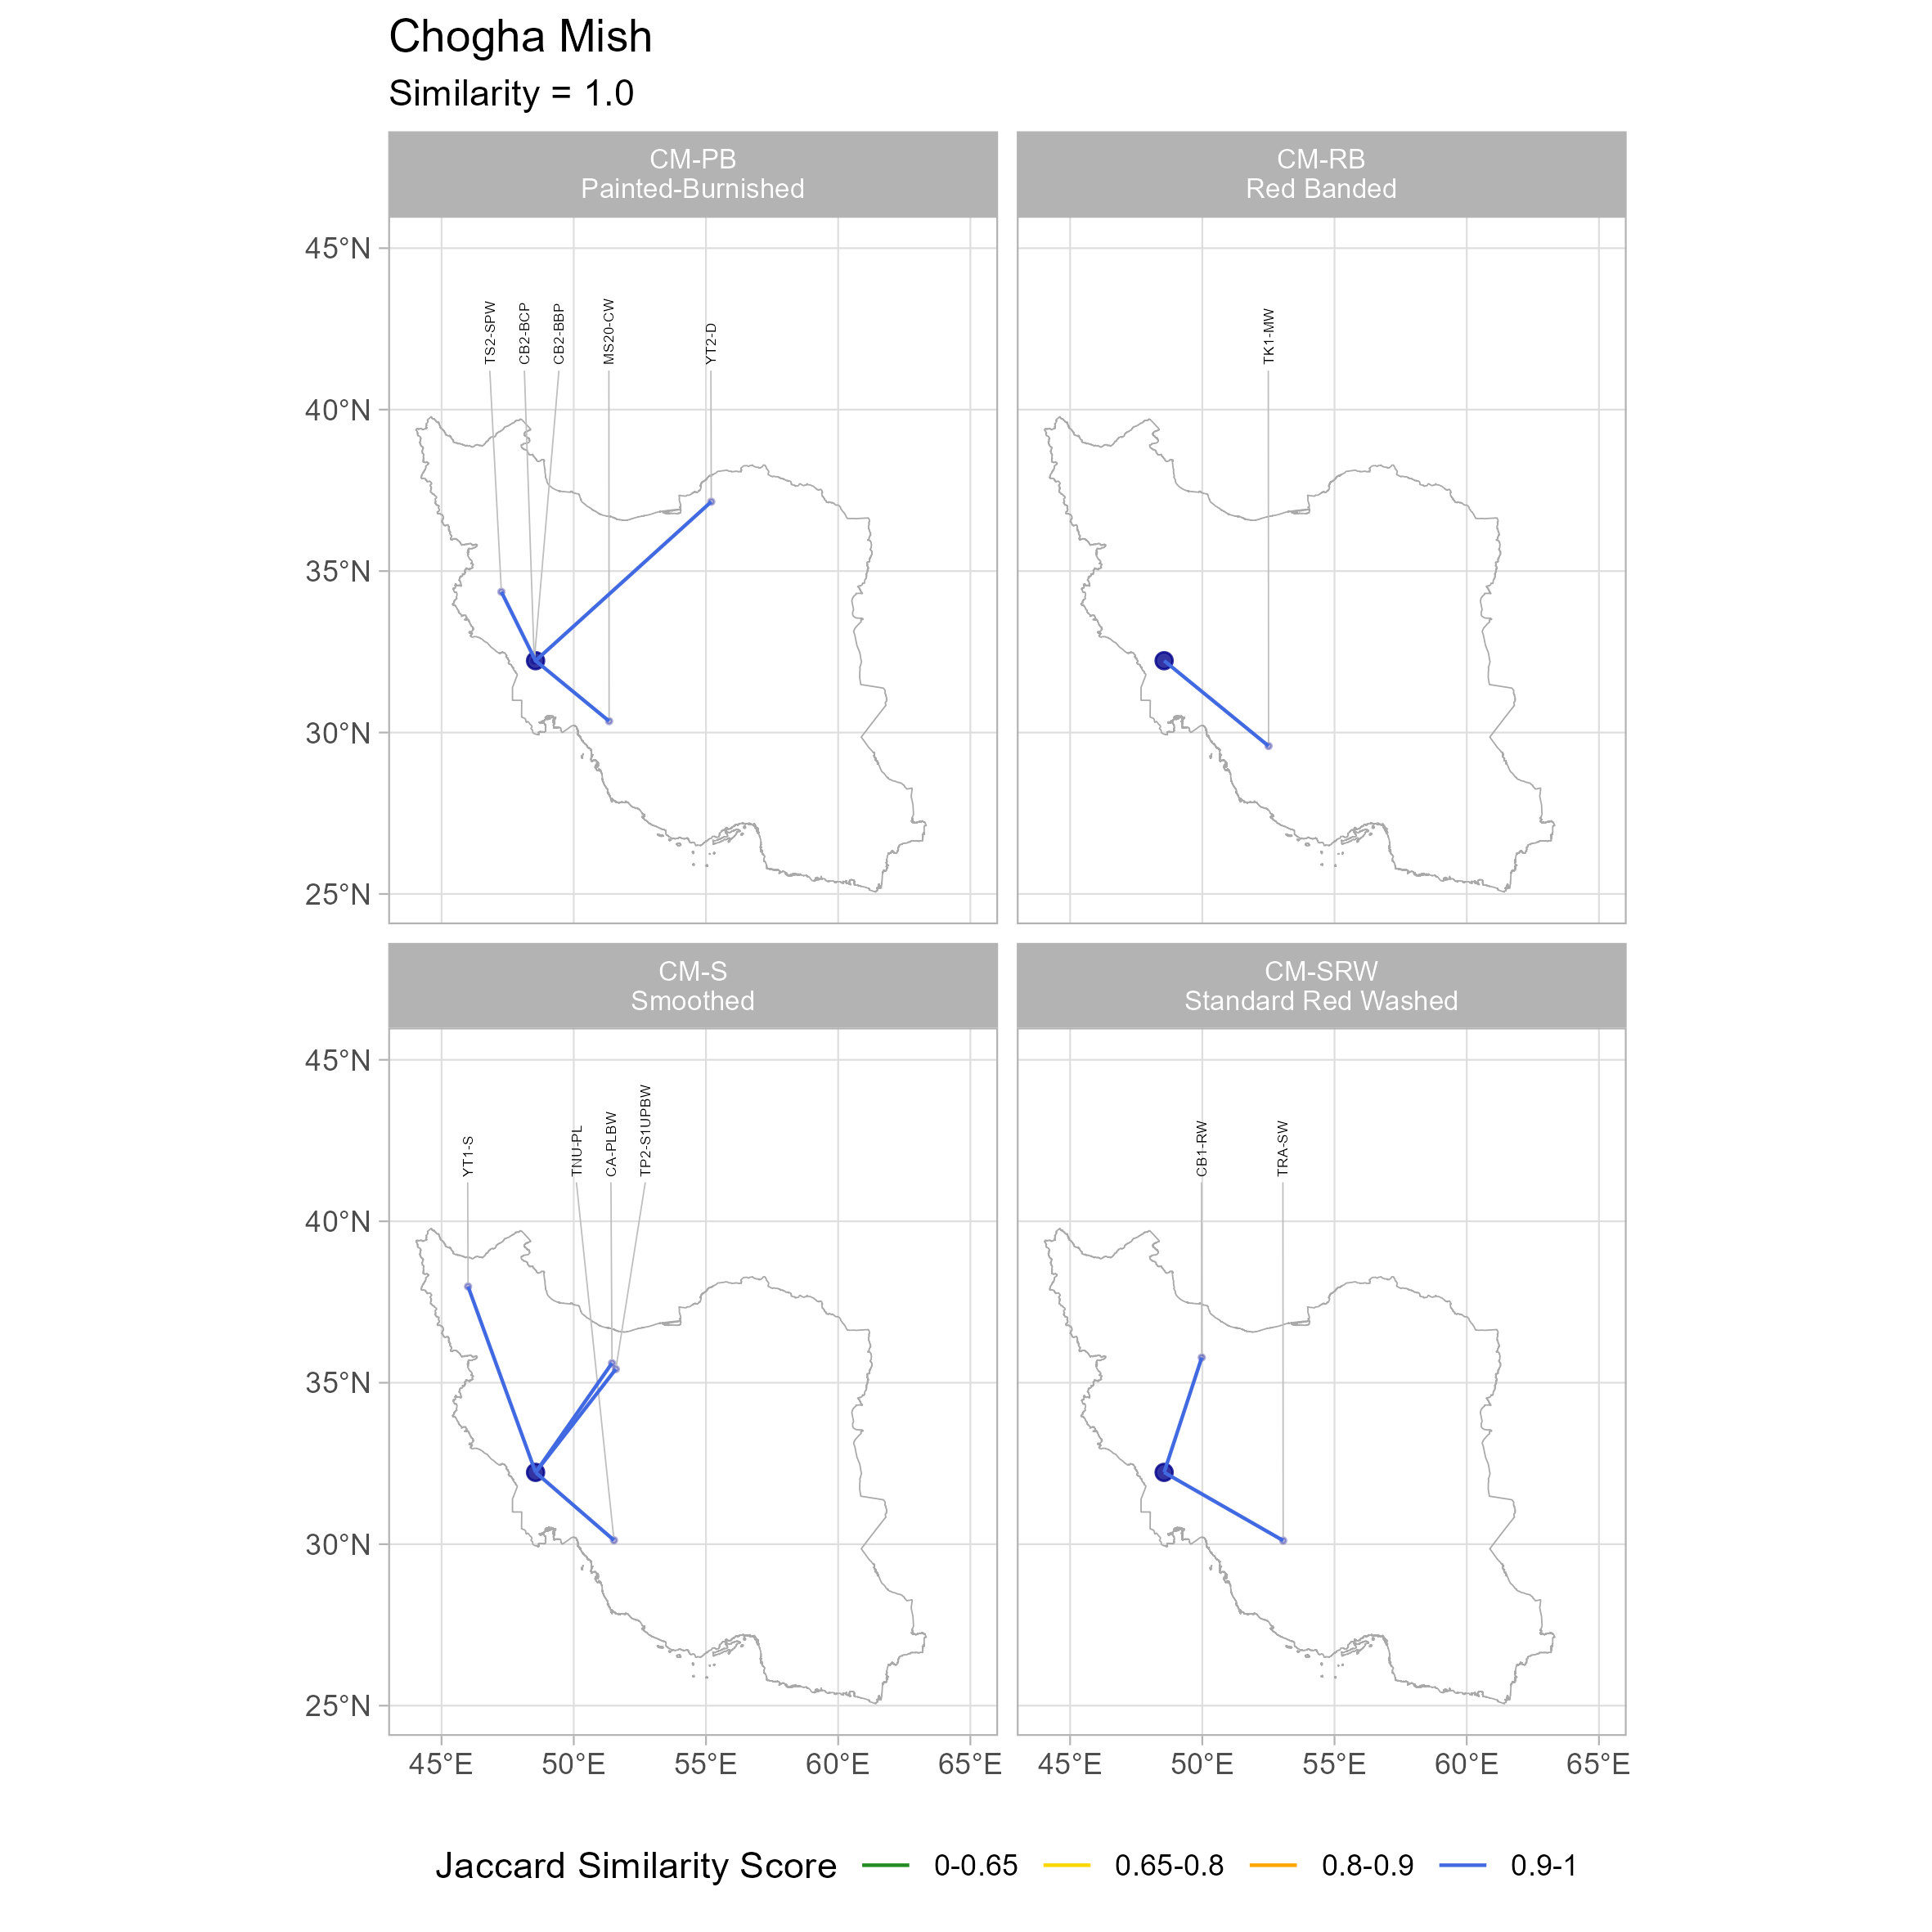 Chogha Mish
Similarity = 1.0
CM-PB
Painted-Burnished
CM-RB
Red Banded
45°N
40°N
35°N
30°N
25°N
TS2-SPW
CB2-BCP
CB2-BBP
MS20-CW
YT2-D
TK1-MW
CM-S
Smoothed
CM-SRW
Standard Red Washed
45°N
40°N
35°N
30°N
25°N
YT1-S
TNU-PL
CA-PLBW
TP2-S1UPBW
CB1-RW
TRA-SW
45°E 50°E 55°E 60°E 65°E
45°E 50°E 55°E 60°E 65°E
Jaccard Similarity Score 0-0.65 0.65-0.8 0.8-0.9 0.9-1